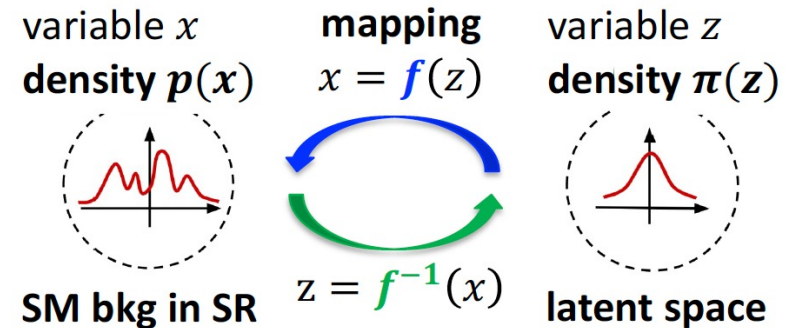 variable x
density p(x)
mapping
x = f(z)
variable z
density π(z)
z = f⁻¹(x)
SM bkg in SR
latent space